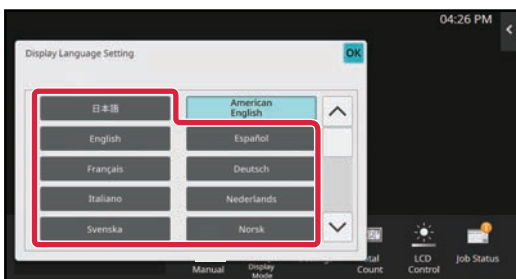 04:26 PM
Display Language Setting
OK
日本語
American
English
English
Español
Français
Deutsch
Italiano
Nederlands
Svenska
Norsk
Manual
Display
Mode
Count
LCD
Control
Job Status